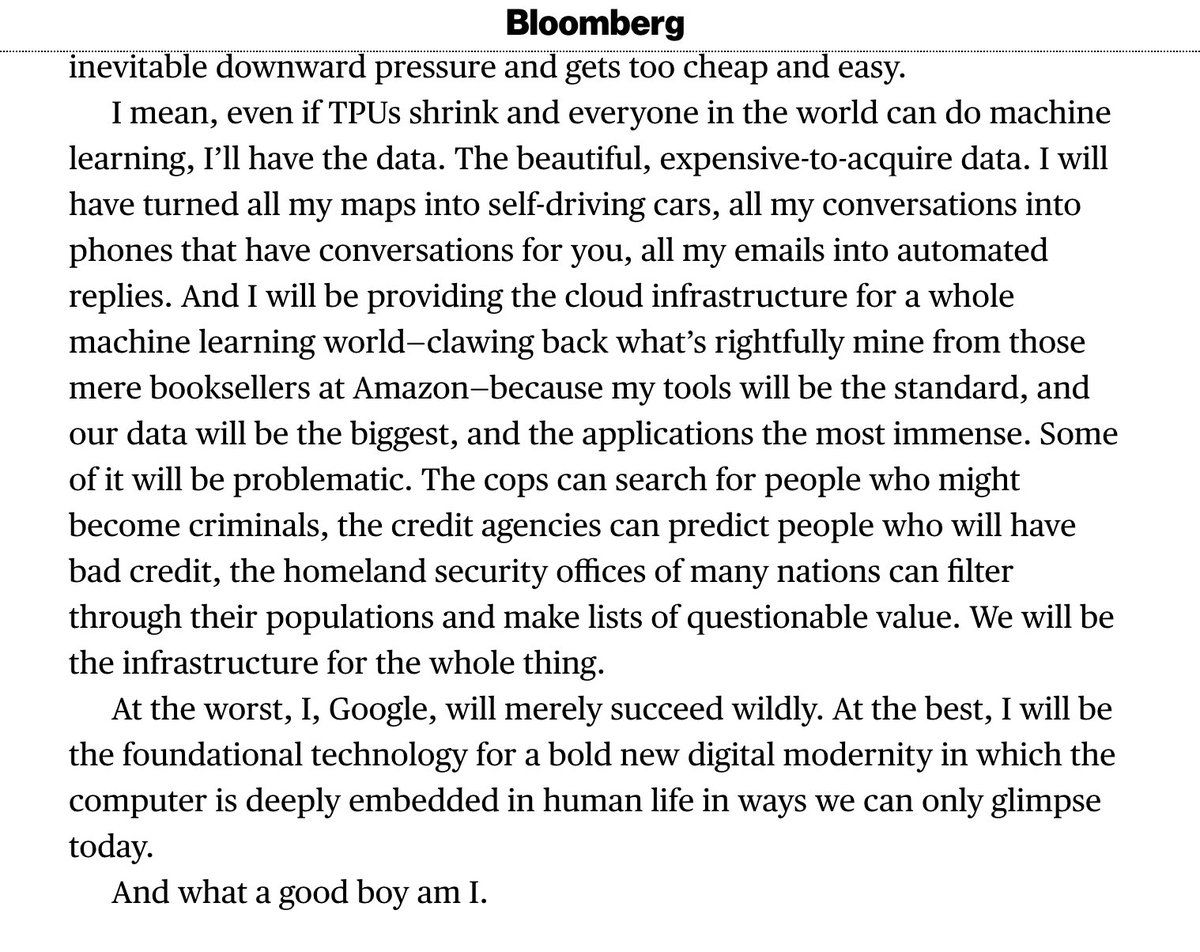 Bloomberg
inevitable downward pressure and gets too cheap and easy.
I mean, even if TPUs shrink and everyone in the world can do machine
learning, I’ll have the data. The beautiful, expensive-to-acquire data. I will
have turned all my maps into self-driving cars, all my conversations into
phones that have conversations for you, all my emails into automated
replies. And I will be providing the cloud infrastructure for a whole
machine learning world—clawing back what’s rightfully mine from those
mere booksellers at Amazon—because my tools will be the standard, and
our data will be the biggest, and the applications the most immense. Some
of it will be problematic. The cops can search for people who might
become criminals, the credit agencies can predict people who will have
bad credit, the homeland security offices of many nations can filter
through their populations and make lists of questionable value. We will be
the infrastructure for the whole thing.
At the worst, I, Google, will merely succeed wildly. At the best, I will be
the foundational technology for a bold new digital modernity in which the
computer is deeply embedded in human life in ways we can only glimpse
today.
And what a good boy am I.